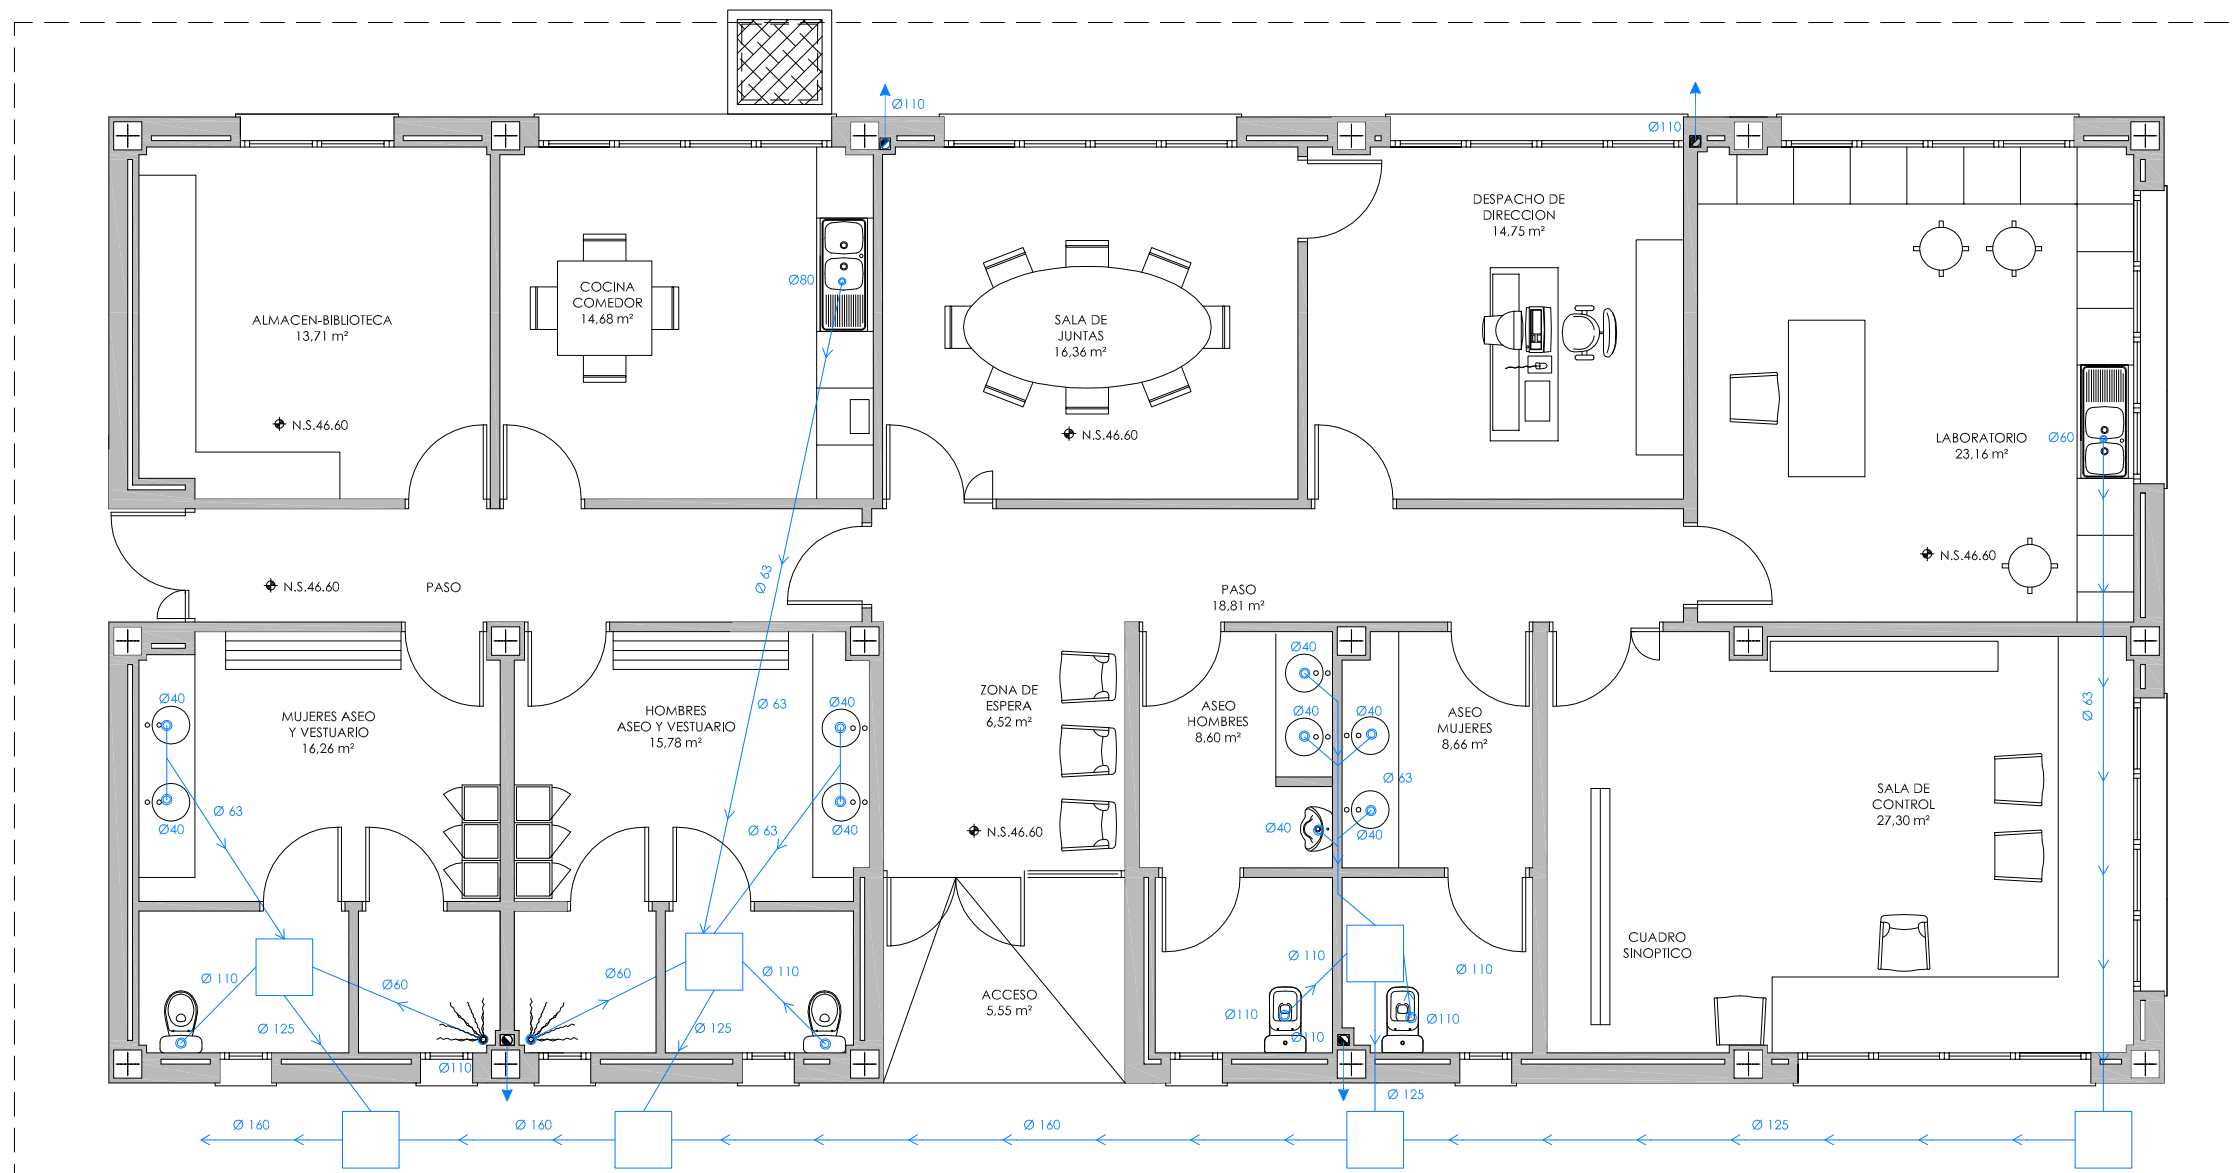 Ø110
Ø110
DESPACHO DE
DIRECCION
14,75 m²
Ø80
COCINA
COMEDOR
14,68 m²
ALMACEN-BIBLIOTECA
13,71 m²
SALA DE
JUNTAS
16,36 m²
N.S.46.60
N.S.46.60
Ø60
LABORATORIO
23,16 m²
N.S.46.60
N.S.46.60
PASO
Ø 63
PASO
18,81 m²
Ø40
MUJERES ASEO
Y VESTUARIO
16,26 m²
Ø40
Ø 63
HOMBRES
ASEO Y VESTUARIO
15,78 m²
Ø 63
Ø40
Ø 63
Ø40
ZONA DE
ESPERA
6,52 m²
N.S.46.60
ASEO
HOMBRES
8,60 m²
Ø40
Ø40
Ø40
Ø40
ASEO
MUJERES
8,66 m²
Ø 63
Ø40
Ø 63
SALA DE
CONTROL
27,30 m²
CUADRO
SINOPTICO
Ø 110
Ø60
Ø60
Ø 110
Ø 110
Ø 110
Ø 125
Ø 125
ACCESO
5,55 m²
Ø110
Ø110
Ø110
Ø110
Ø 125
Ø 160
Ø 160
Ø 160
Ø 125